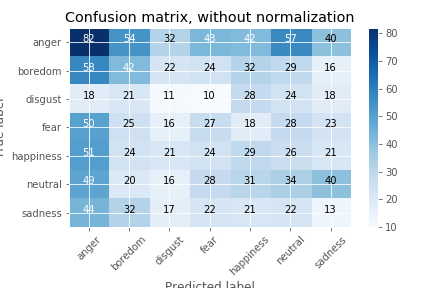 Confusion matrix, without normalization
anger 82 54 32 43 42 57 40
boredom 58 42 22 24 32 29 16
disgust 18 21 11 10 28 24 18
fear 50 25 16 27 18 28 23
happiness 51 24 21 24 29 26 21
neutral 49 20 16 28 31 34 40
sadness 44 32 17 22 21 22 13
anger boredom disgust fear happiness neutral sadness
Predicted label
True label
80
70
60
50
40
30
20
10